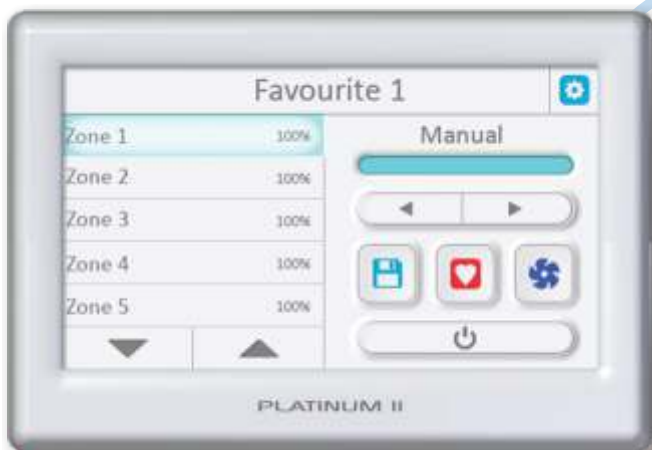 Favourite 1
Zone 1 100%
Manual
Zone 2 100%
Zone 3 100%
Zone 4 100%
Zone 5 100%
PLATINUM II